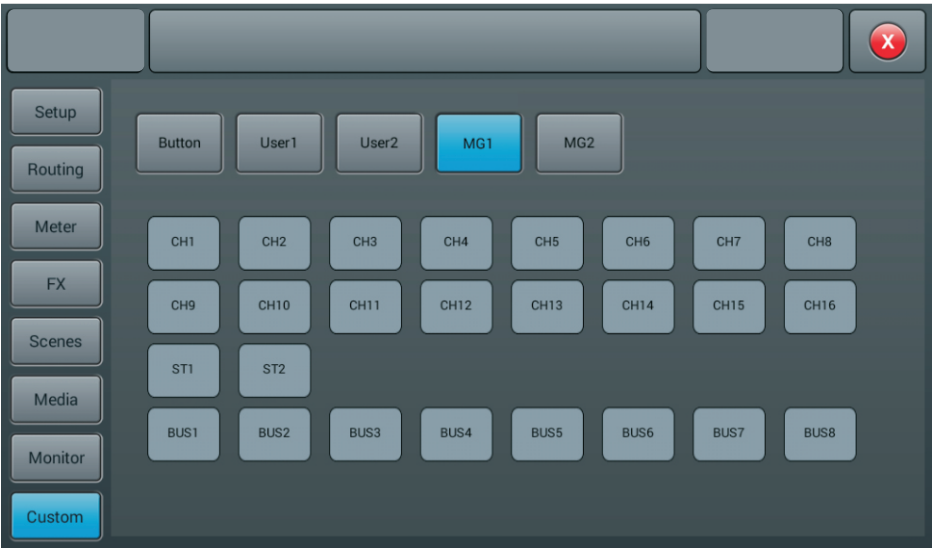 X
Setup
Routing
Meter
FX
Scenes
Media
Monitor
Custom
Button User1 User2 MG1 MG2
CH1 CH2 CH3 CH4 CH5 CH6 CH7 CH8
CH9 CH10 CH11 CH12 CH13 CH14 CH15 CH16
ST1 ST2
BUS1 BUS2 BUS3 BUS4 BUS5 BUS6 BUS7 BUS8